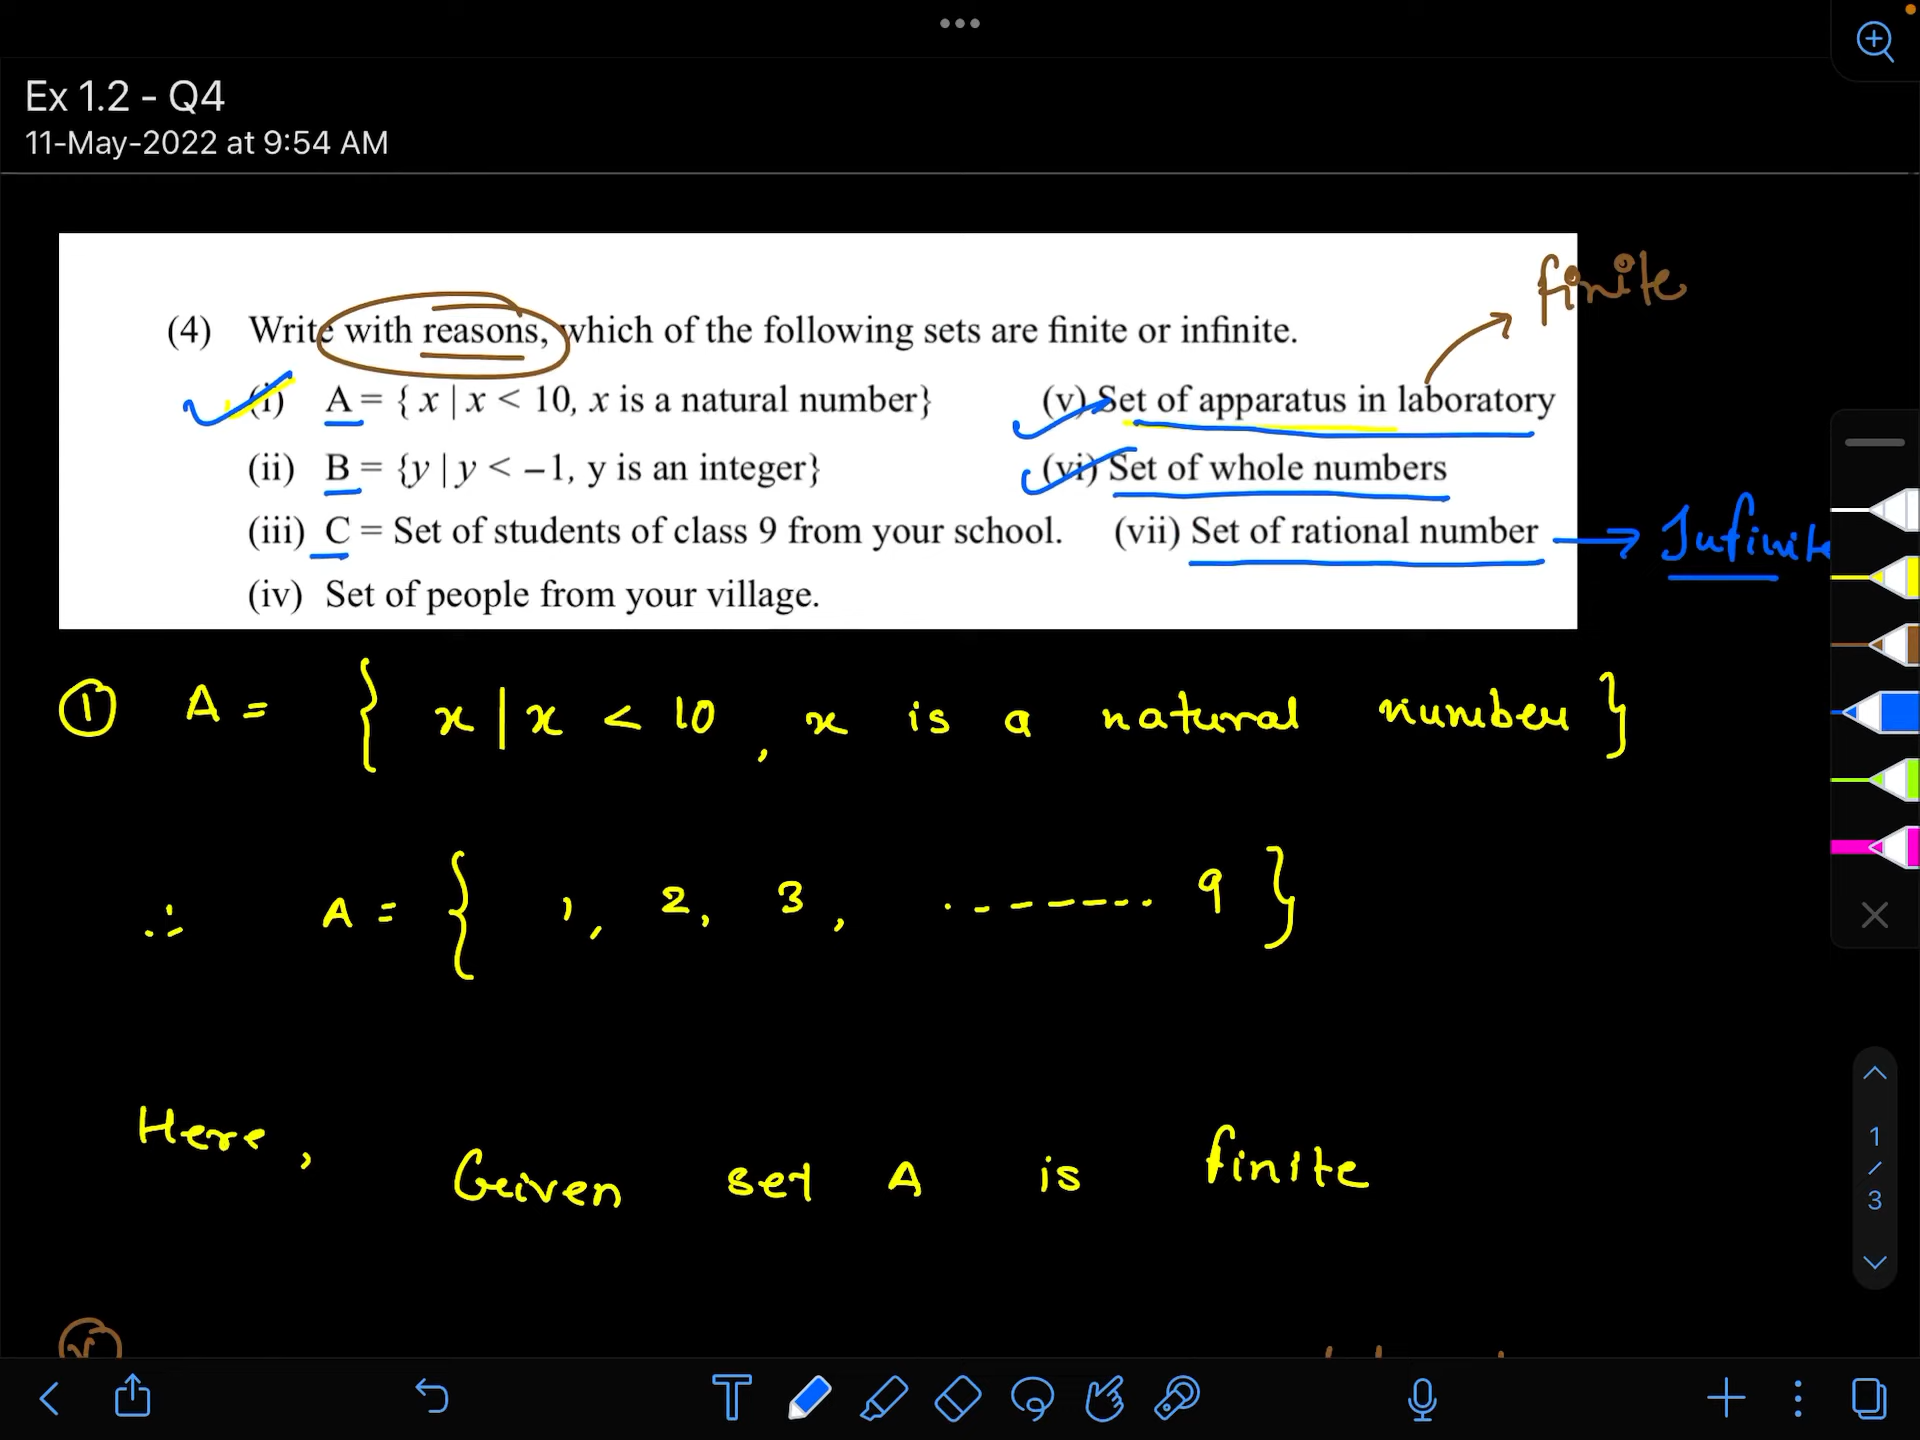 Ex 1.2 - Q4
11-May-2022 at 9:54 AM
finite
(4) Write with reasons, which of the following sets are finite or infinite.
(i) A = { x | x < 10, x is a natural number} (v) Set of apparatus in laboratory
(ii) B = {y | y < −1, y is an integer} (vi) Set of whole numbers
(iii) C = Set of students of class 9 from your school. (vii) Set of rational number → Infinite
(iv) Set of people from your village.
① A = { x | x < 10, x is a natural number }
∴ A = { 1, 2, 3, ........ 9 }
Here, Given set A is finite
1
/
3
T